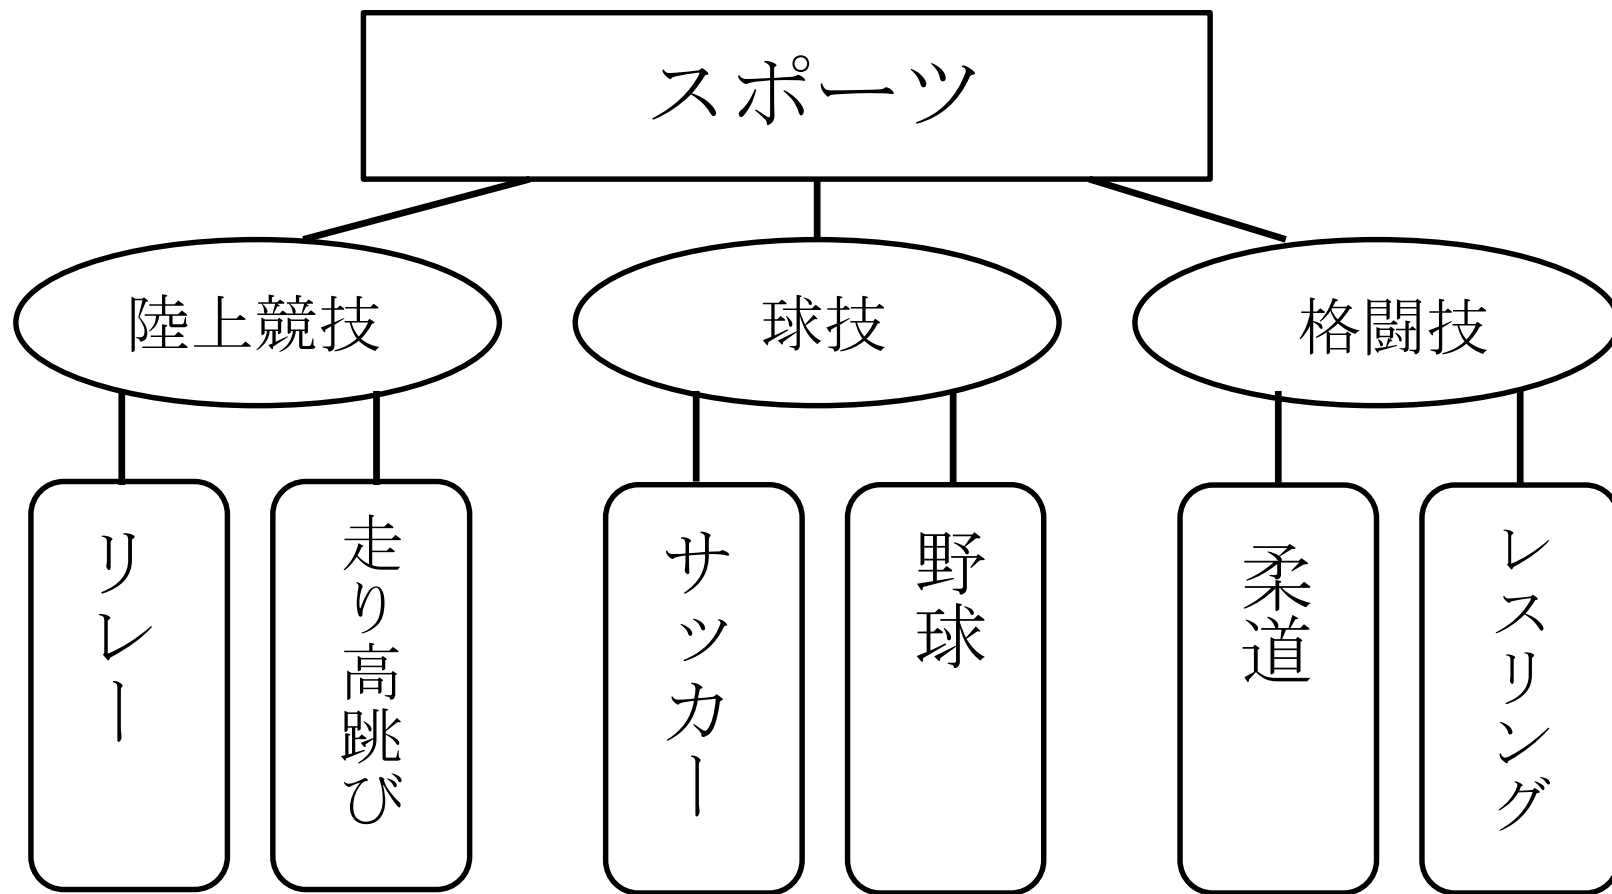 スポーツ
陸上競技
球技
格闘技
リレー
走り高跳び
サッカー
野球
柔道
レスリング